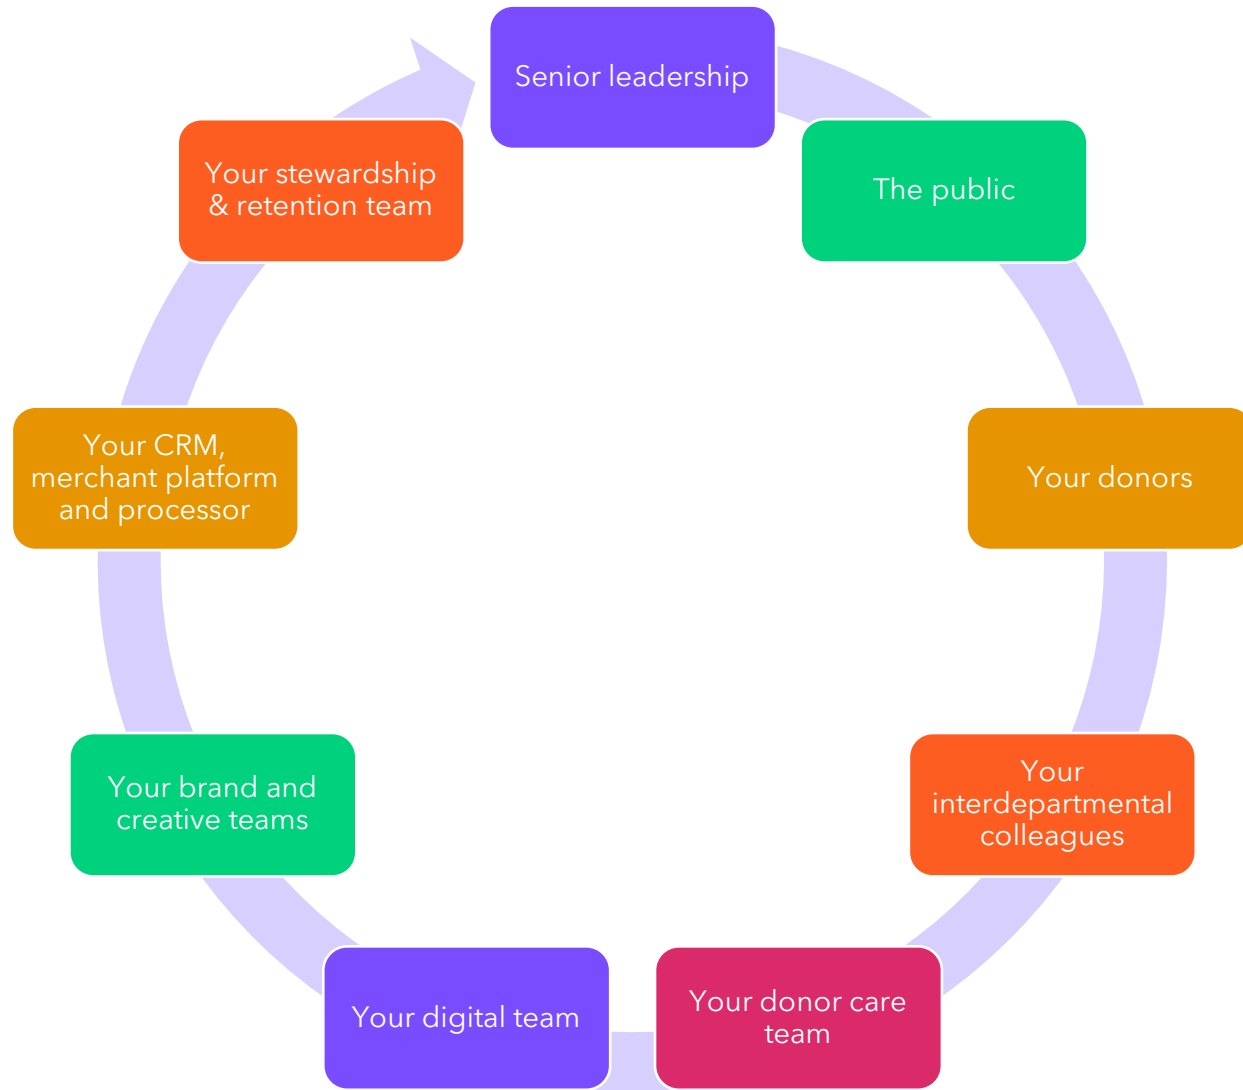 Senior leadership
The public
Your donors
Your
interdepartmental
colleagues
Your donor care
team
Your digital team
Your brand and
creative teams
Your CRM,
merchant platform
and processor
Your stewardship
& retention team